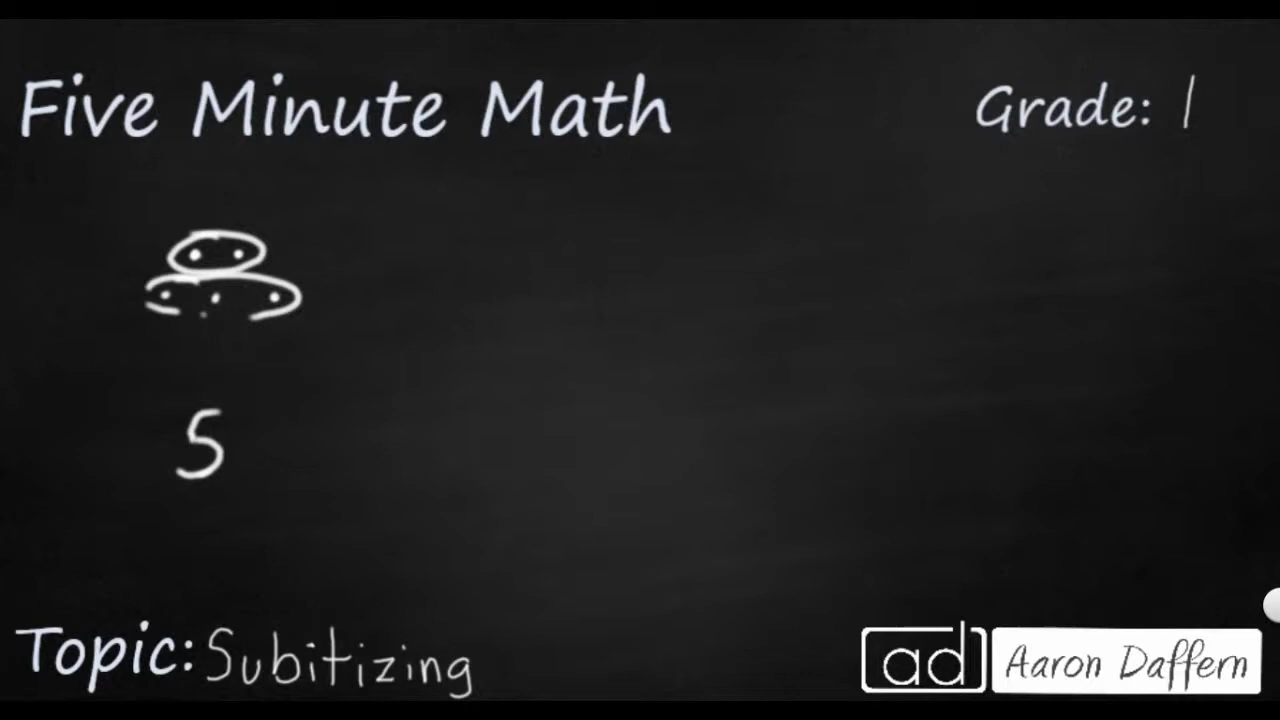 Five Minute Math
Grade: 1
5
Topic: Subitizing
ad Aaron Daffern